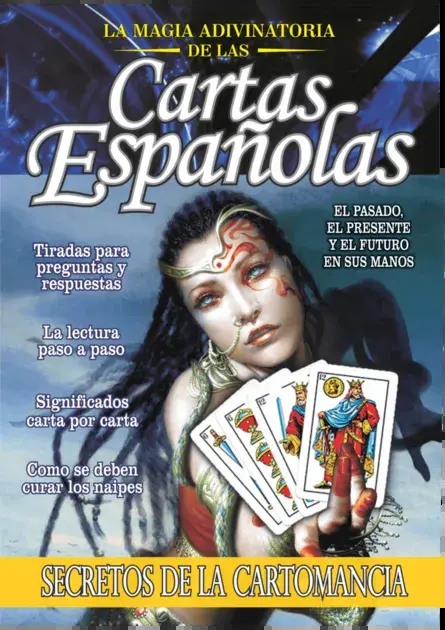 LA MAGIA ADIVINATORIA
DE LAS
Cartas
Españolas
EL PASADO,
EL PRESENTE
Y EL FUTURO
EN SUS MANOS
Tiradas para
preguntas y
respuestas
La lectura
paso a paso
Significados
carta por carta
Como se deben
curar los naipes
12
SECRETOS DE LA CARTOMANCIA